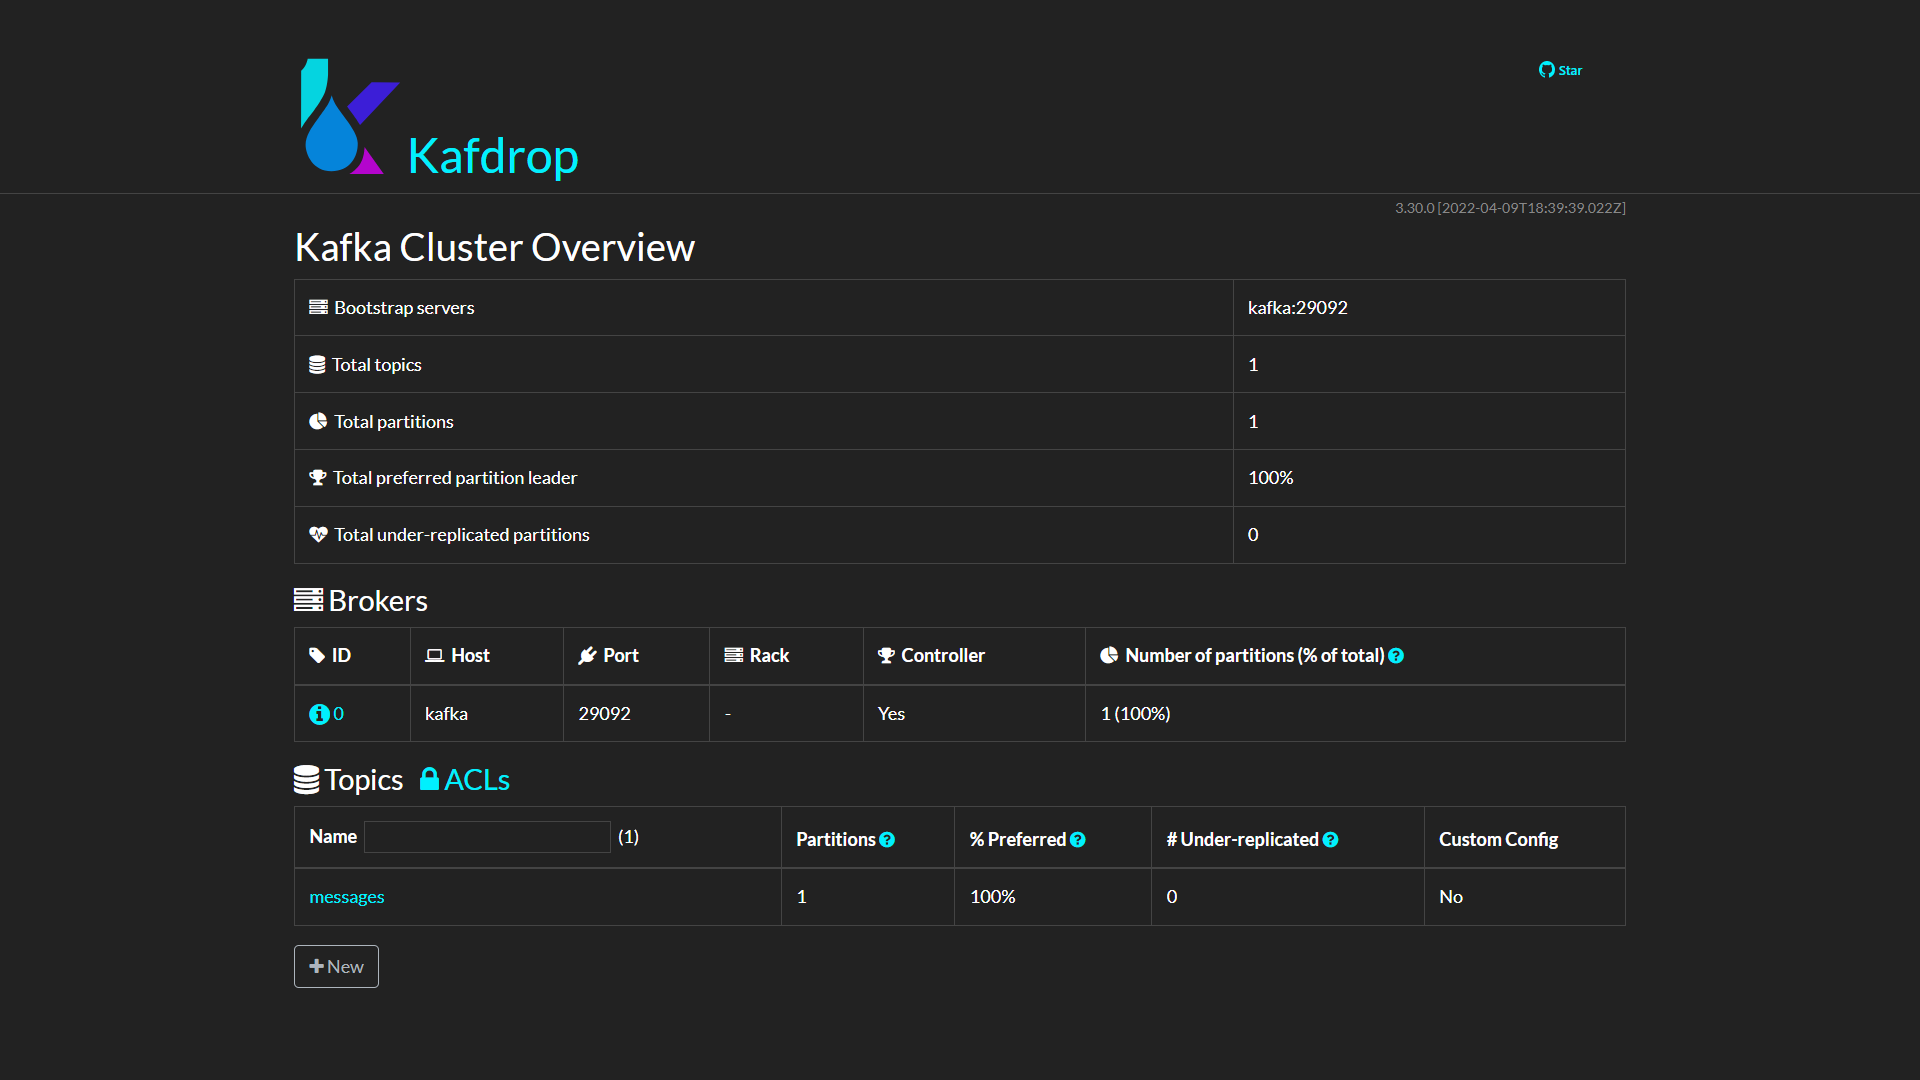 Star
Kafdrop
3.30.0 [2022-04-09T18:39:39.022Z]
Kafka Cluster Overview
Bootstrap servers kafka:29092
Total topics 1
Total partitions 1
Total preferred partition leader 100%
Total under-replicated partitions 0
Brokers
ID Host Port Rack Controller Number of partitions (% of total)
0 kafka 29092 - Yes 1 (100%)
Topics ACLs
Name (1) Partitions % Preferred # Under-replicated Custom Config
messages 1 100% 0 No
New